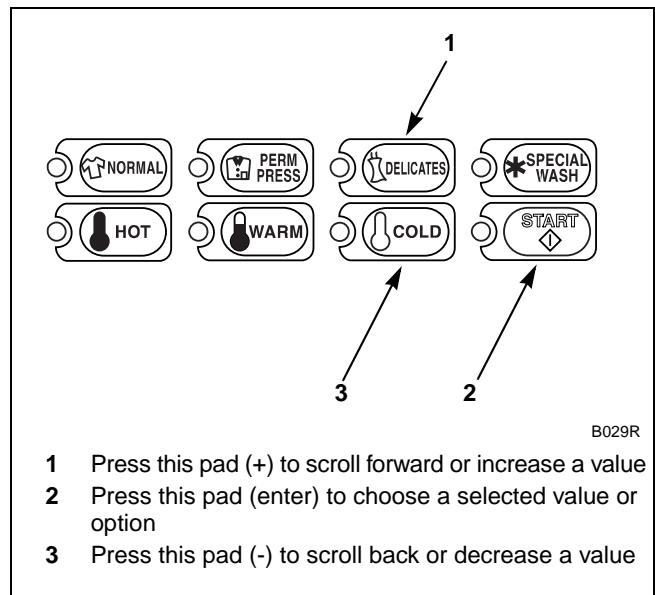 1
NORMAL
PERM
PRESS
DELICATES
SPECIAL
WASH
HOT
WARM
COLD
START
3
2
B029R
1 Press this pad (+) to scroll forward or increase a value
2 Press this pad (enter) to choose a selected value or
option
3 Press this pad (-) to scroll back or decrease a value